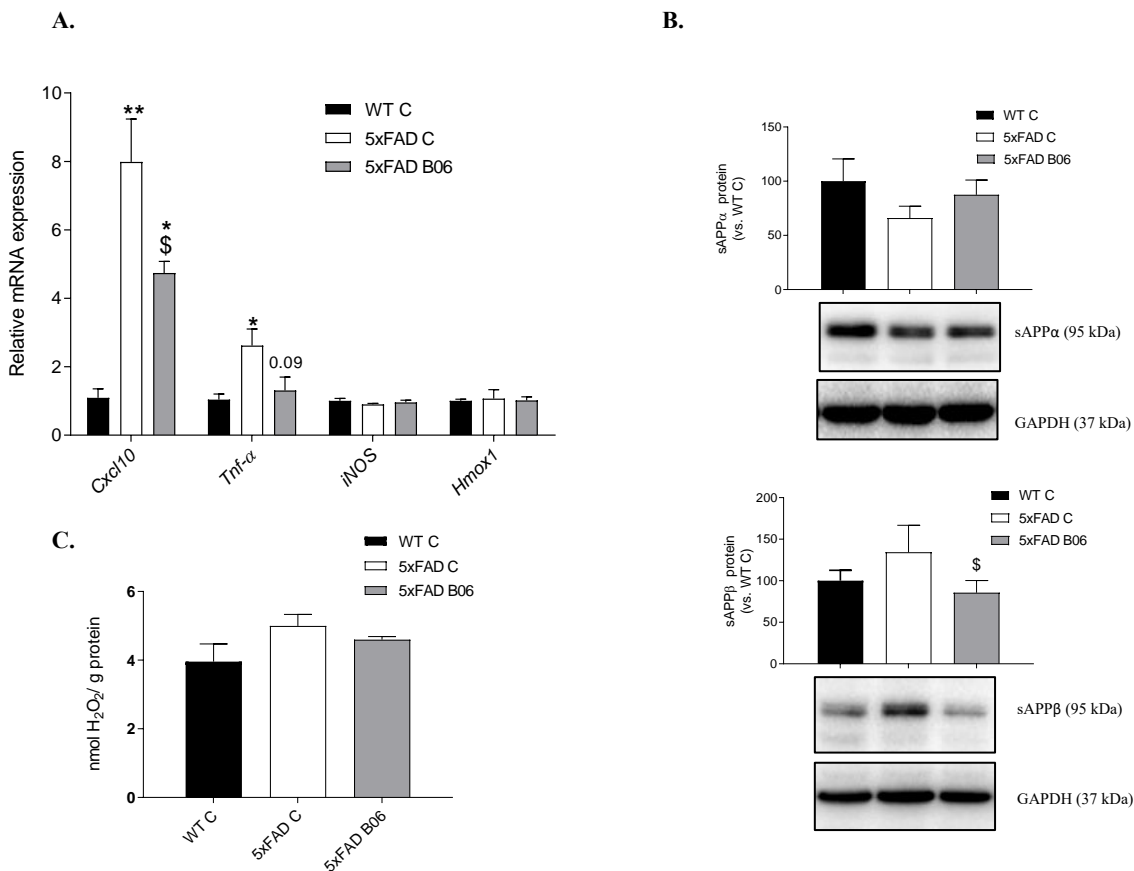 A.
Relative mRNA expression
10
8
6
4
2
0
WT C
5xFAD C
5xFAD B06
**
*
$
*
0.09
Cxcl10
Tnf-α
iNOS
Hmox1
B.
sAPPα protein
(vs. WT C)
150
100
50
0
WT C
5xFAD C
5xFAD B06
sAPPα (95 kDa)
GAPDH (37 kDa)
sAPPβ protein
(vs. WT C)
200
150
100
50
0
WT C
5xFAD C
5xFAD B06
$
sAPPβ (95 kDa)
GAPDH (37 kDa)
C.
nmol H₂O₂/ g protein
6
4
2
0
WT C
5xFAD C
5xFAD B06
WT C
5xFAD C
5xFAD B06